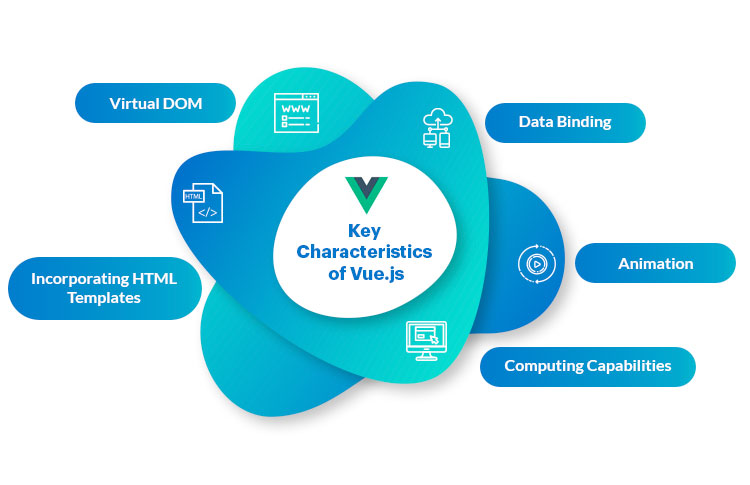 Virtual DOM
WWW
Data Binding
HTML
</>
Key
Characteristics
of Vue.js
Incorporating HTML
Templates
Animation
Computing Capabilities